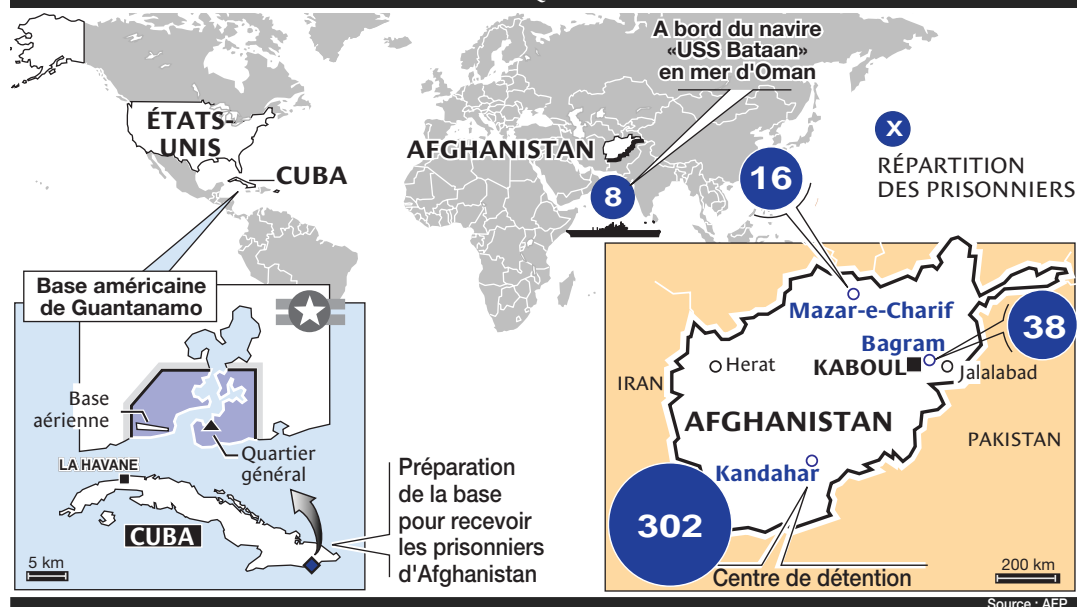 A bord du navire
«USS Bataan»
en mer d'Oman
ÉTATS-
UNIS
CUBA
AFGHANISTAN
8
16
X
RÉPARTITION
DES PRISONNIERS
Base américaine
de Guantanamo
Base
aérienne
Quartier
général
LA HAVANE
CUBA
5 km
Préparation
de la base
pour recevoir
les prisonniers
d'Afghanistan
Mazar-e-Charif
38
Bagram
Herat
KABOUL
Jalalabad
IRAN
AFGHANISTAN
PAKISTAN
Kandahar
302
Centre de détention
200 km
Source : AFP